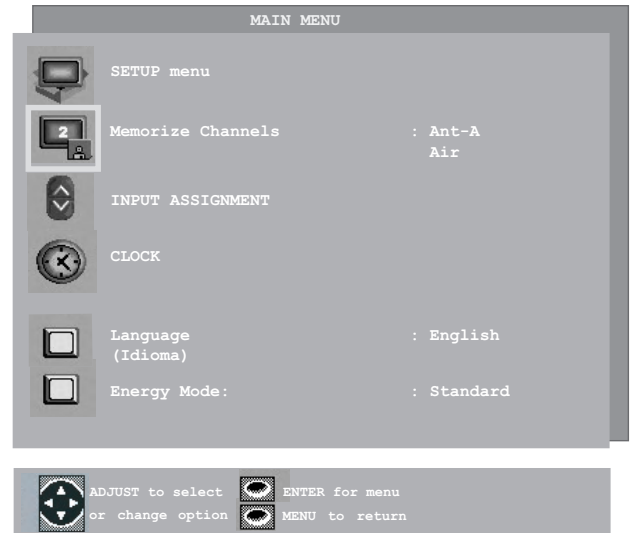 MAIN MENU
SETUP menu
2
Memorize Channels : Ant-A
Air
INPUT ASSIGNMENT
CLOCK
Language : English
(Idioma)
Energy Mode: : Standard
ADJUST to select ENTER for menu
or change option MENU to return